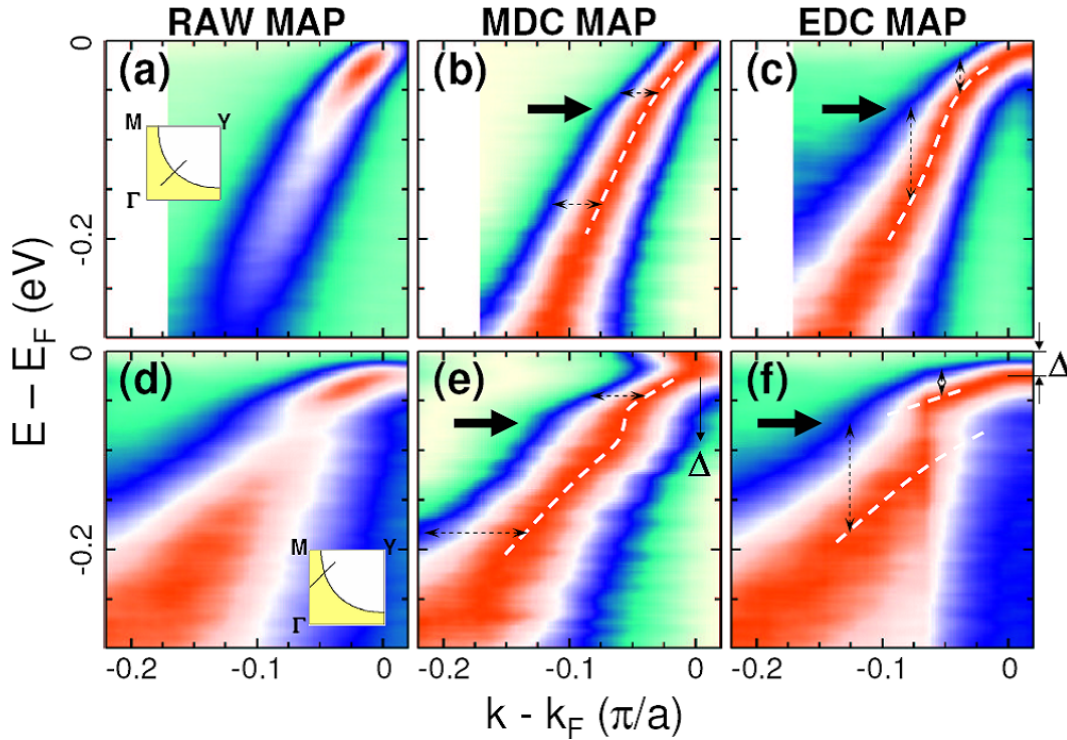 RAW MAP MDC MAP EDC MAP
0
(a) (b) (c)
M Y
Γ
-0.2
E − E_F (eV)
0
(d) (e) (f)
Δ
Δ
-0.2
M Y
Γ
-0.2 -0.1 0 -0.2 -0.1 0 -0.2 -0.1 0
k - k_F (π/a)